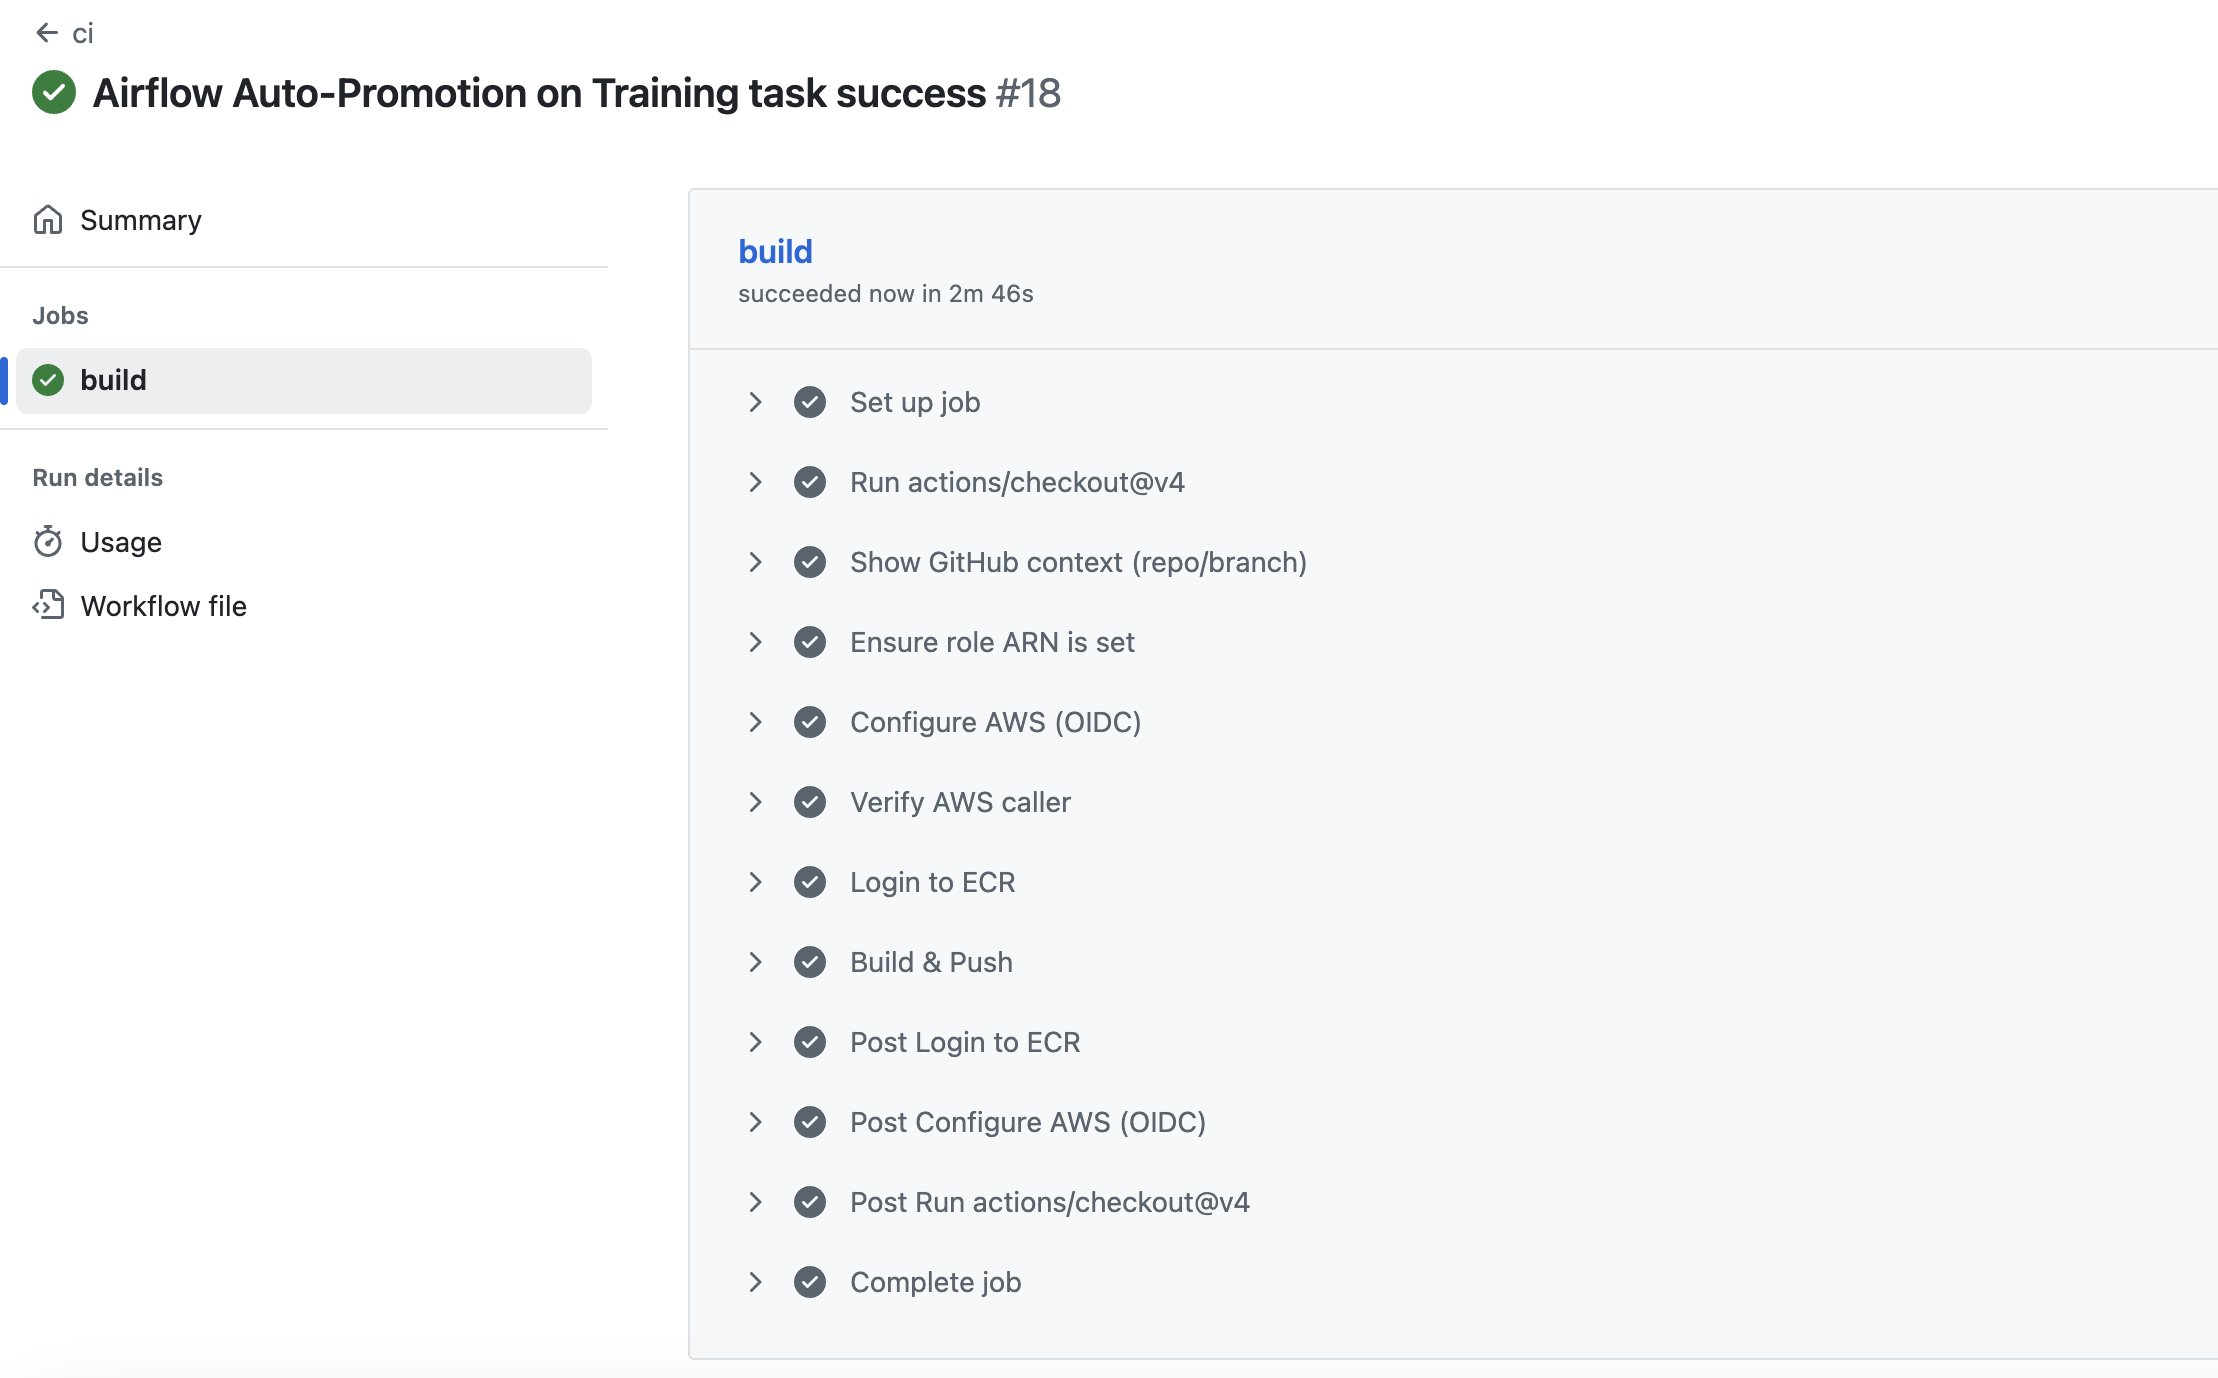 ci
Airflow Auto-Promotion on Training task success #18
Summary
Jobs
build
Run details
Usage
Workflow file
build
succeeded now in 2m 46s
Set up job
Run actions/checkout@v4
Show GitHub context (repo/branch)
Ensure role ARN is set
Configure AWS (OIDC)
Verify AWS caller
Login to ECR
Build & Push
Post Login to ECR
Post Configure AWS (OIDC)
Post Run actions/checkout@v4
Complete job